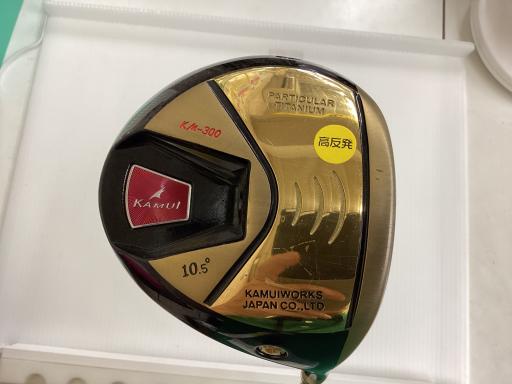 PARTICULAR
TITANIUM
KM-300
高反発
KAMUI
10.5°
KAMUIWORKS
JAPAN CO.,LTD